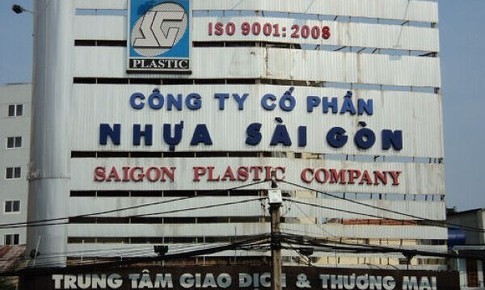 SG
PLASTIC
ISO 9001: 2008
CÔNG TY CỔ PHẦN
NHỰA SÀI GÒN
SAIGON PLASTIC COMPANY
TRUNG TÂM GIAO DỊCH & THƯƠNG MẠI